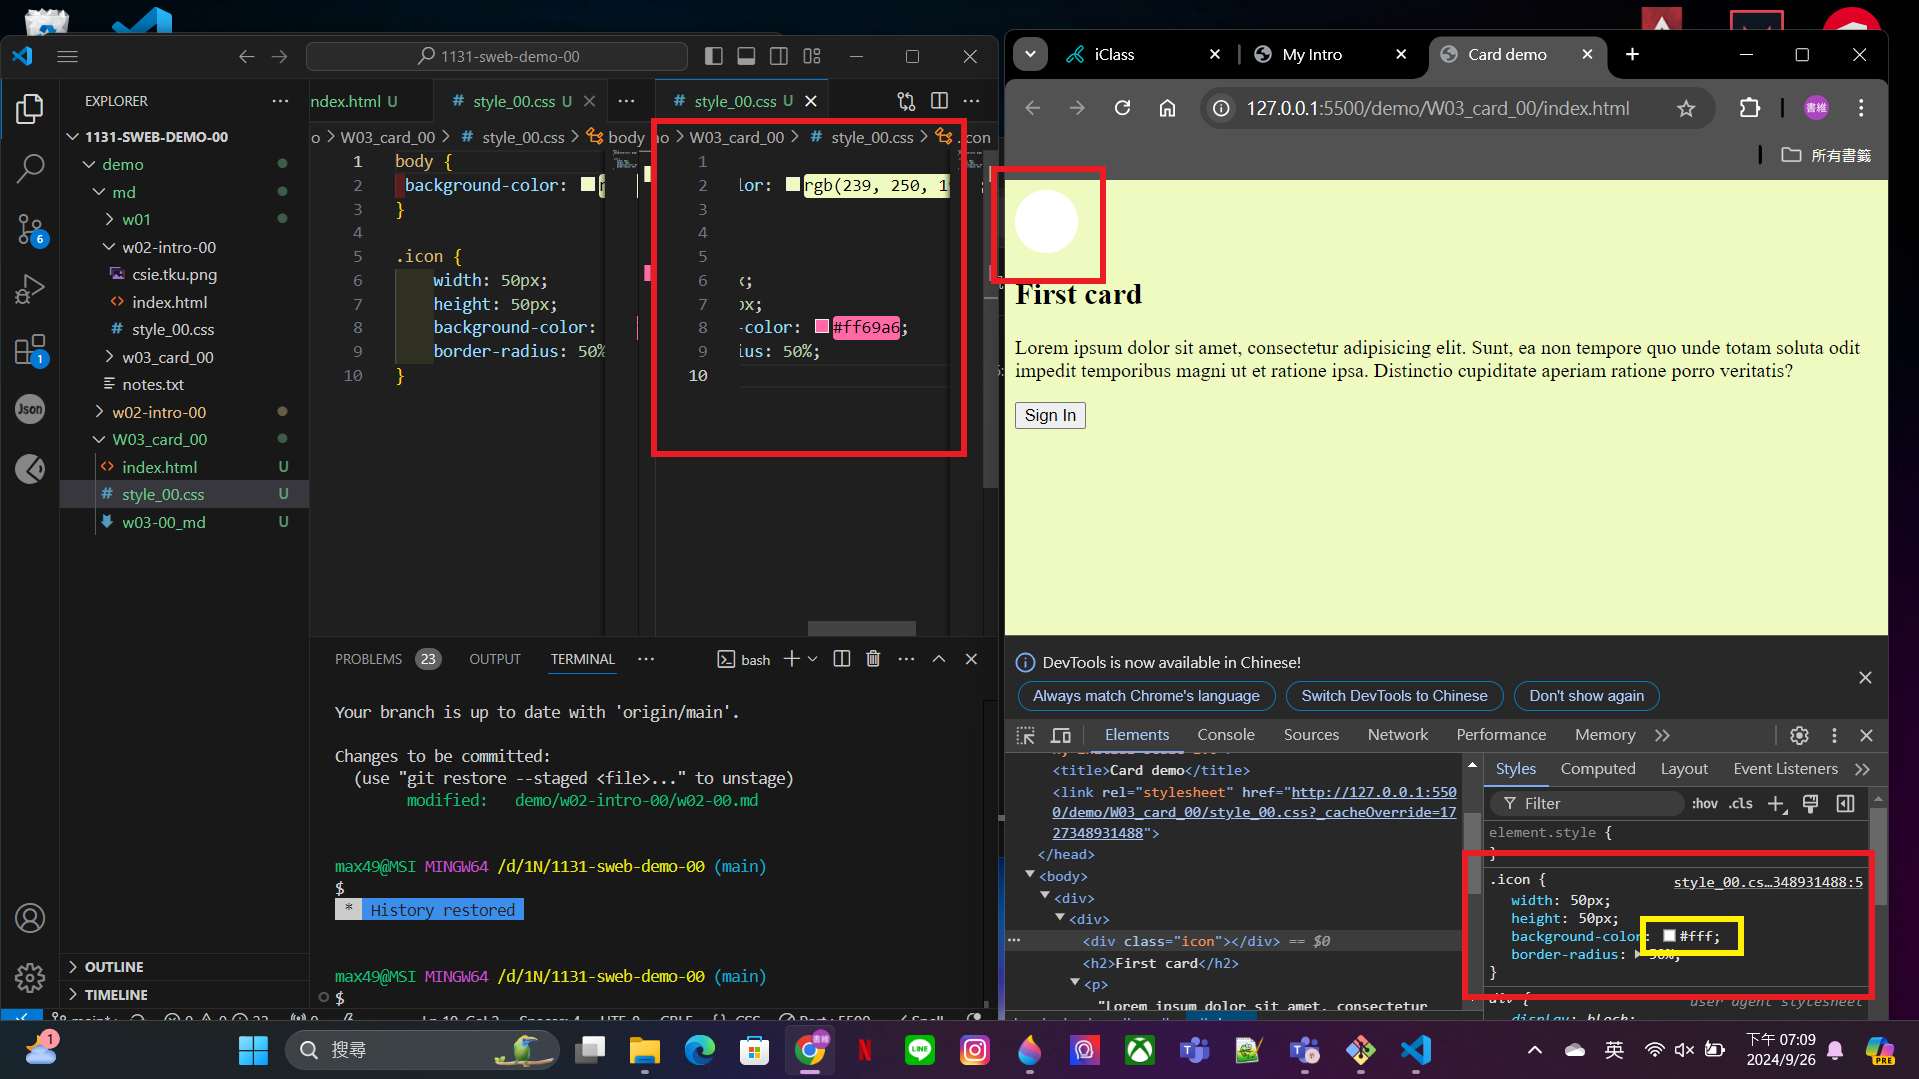 1131-sweb-demo-00
EXPLORER
1131-SWEB-DEMO-00
demo
md
w01
w02-intro-00
csie.tku.png
index.html
style_00.css
w03_card_00
notes.txt
w02-intro-00
W03_card_00
index.html U
style_00.css U
w03-00_md U
OUTLINE
TIMELINE
6
1
Json
ndex.html U
style_00.css U
o > W03_card_00 > # style_00.css > body
1 body {
2 background-color:
3 }
4
5 .icon {
6 width: 50px;
7 height: 50px;
8 background-color:
9 border-radius: 50%
10 }
style_00.css U
W03_card_00 > # style_00.css > .icon
1
2 lor: rgb(239, 250, 1
3
4
5
6 x;
7 px;
8 -color: #ff69a6;
9 ius: 50%;
10
PROBLEMS 23 OUTPUT TERMINAL
bash
Your branch is up to date with 'origin/main'.
Changes to be committed:
(use "git restore --staged <file>..." to unstage)
modified: demo/w02-intro-00/w02-00.md
max49@MSI MINGW64 /d/1N/1131-sweb-demo-00 (main)
$
* History restored
max49@MSI MINGW64 /d/1N/1131-sweb-demo-00 (main)
$
iClass
My Intro
Card demo
127.0.0.1:5500/demo/W03_card_00/index.html
書維
所有書籤
First card
Lorem ipsum dolor sit amet, consectetur adipisicing elit. Sunt, ea non tempore quo unde totam soluta odit
impedit temporibus magni ut et ratione ipsa. Distinctio cupiditate aperiam ratione porro veritatis?
Sign In
DevTools is now available in Chinese!
Always match Chrome's language
Switch DevTools to Chinese
Don't show again
Elements Console Sources Network Performance Memory
<title>Card demo</title>
<link rel="stylesheet" href="http://127.0.0.1:550
0/demo/W03_card_00/style_00.css?_cacheOverride=17
27348931488">
</head>
<body>
<div>
<div>
<div class="icon"></div> == $0
<h2>First card</h2>
<p>
"Lorem ipsum dolor sit amet, consectetur
Styles Computed Layout Event Listeners
Filter
:hov .cls
element.style {
}
.icon { style_00.cs…348931488:5
width: 50px;
height: 50px;
background-color: #fff;
border-radius: 50%;
}
div { user agent stylesheet
display: block;
1
搜尋
LINE
英
下午 07:09
2024/9/26
PRE